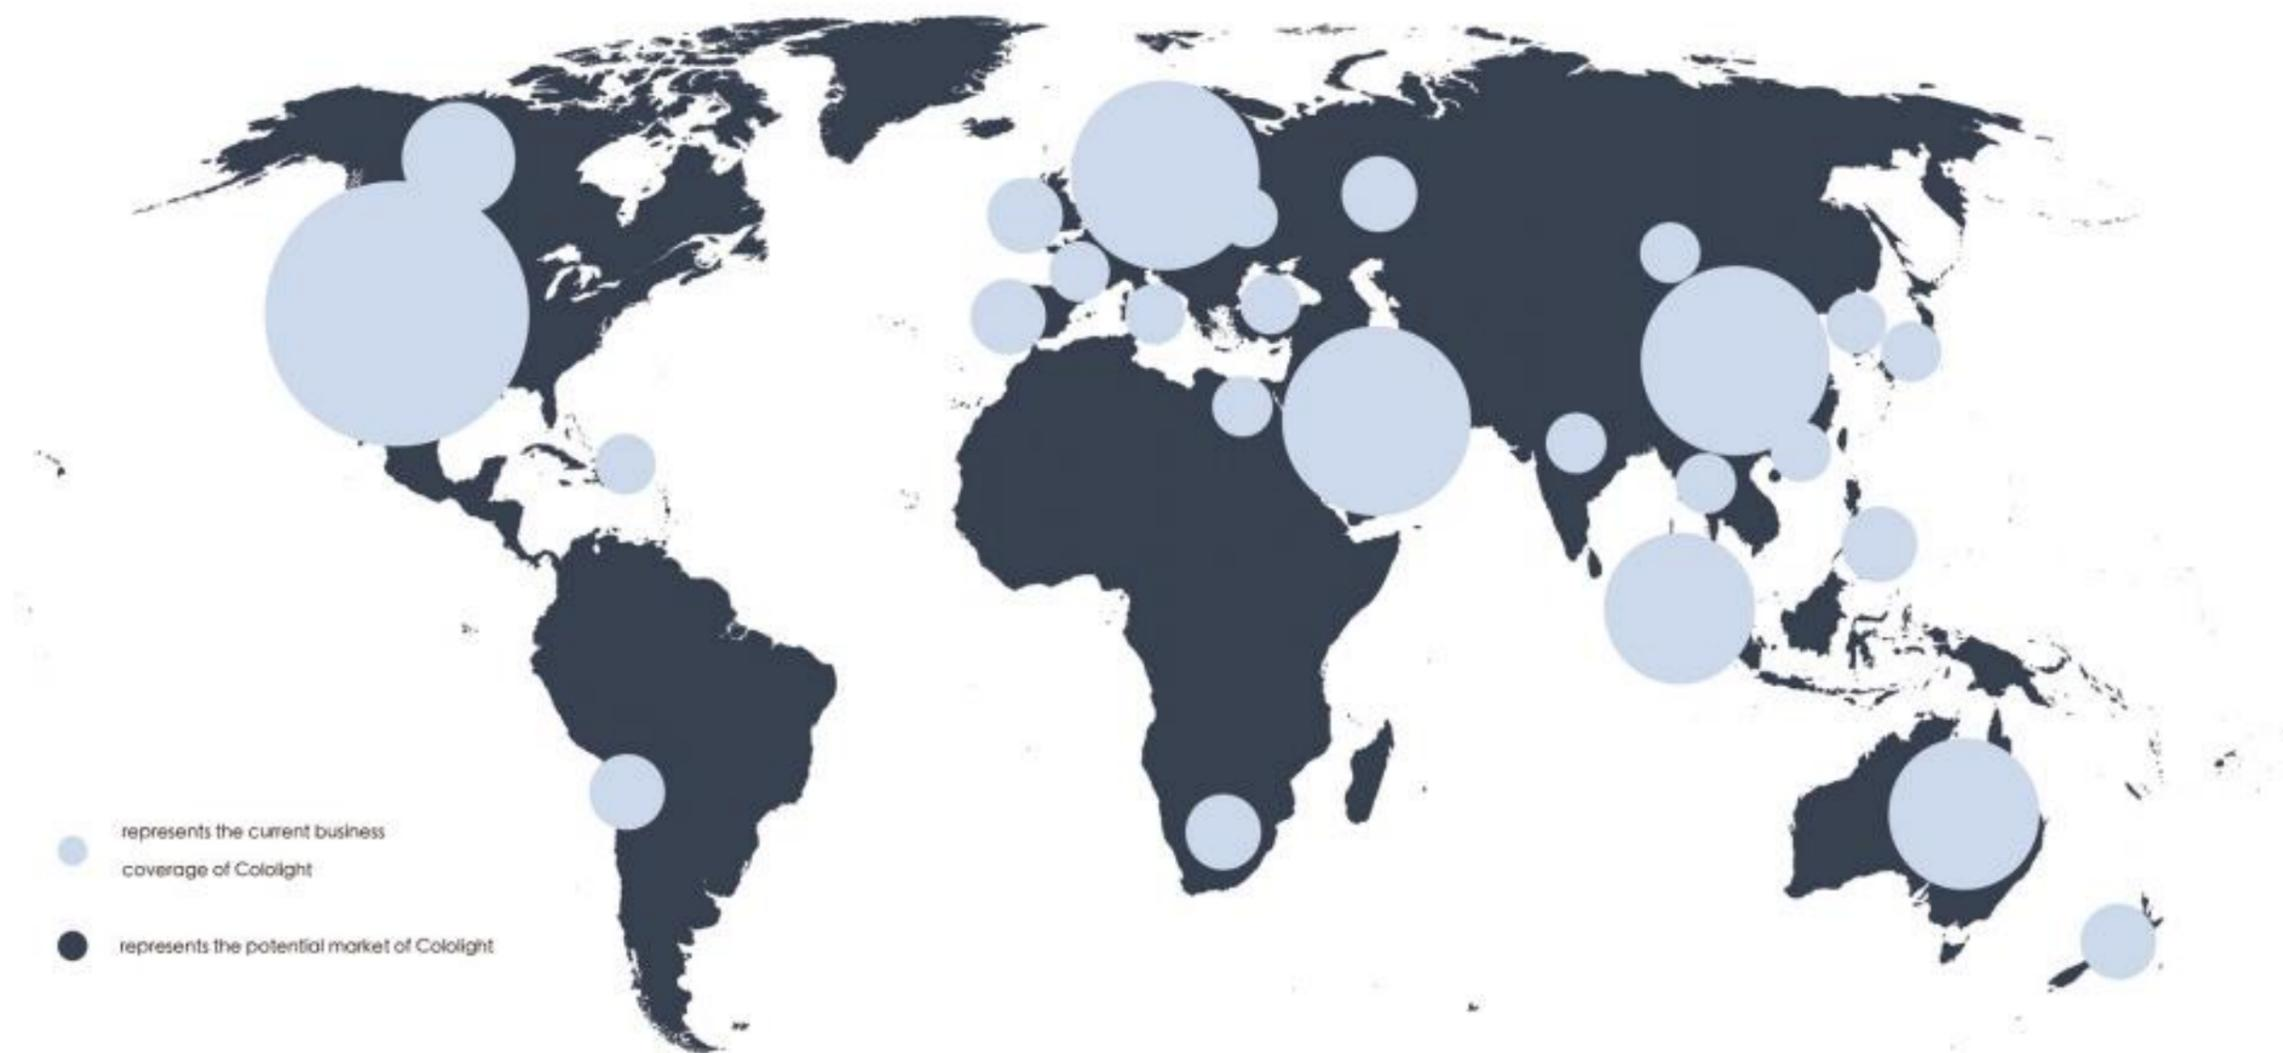 represents the current business
coverage of Cololight
represents the potential market of Cololight